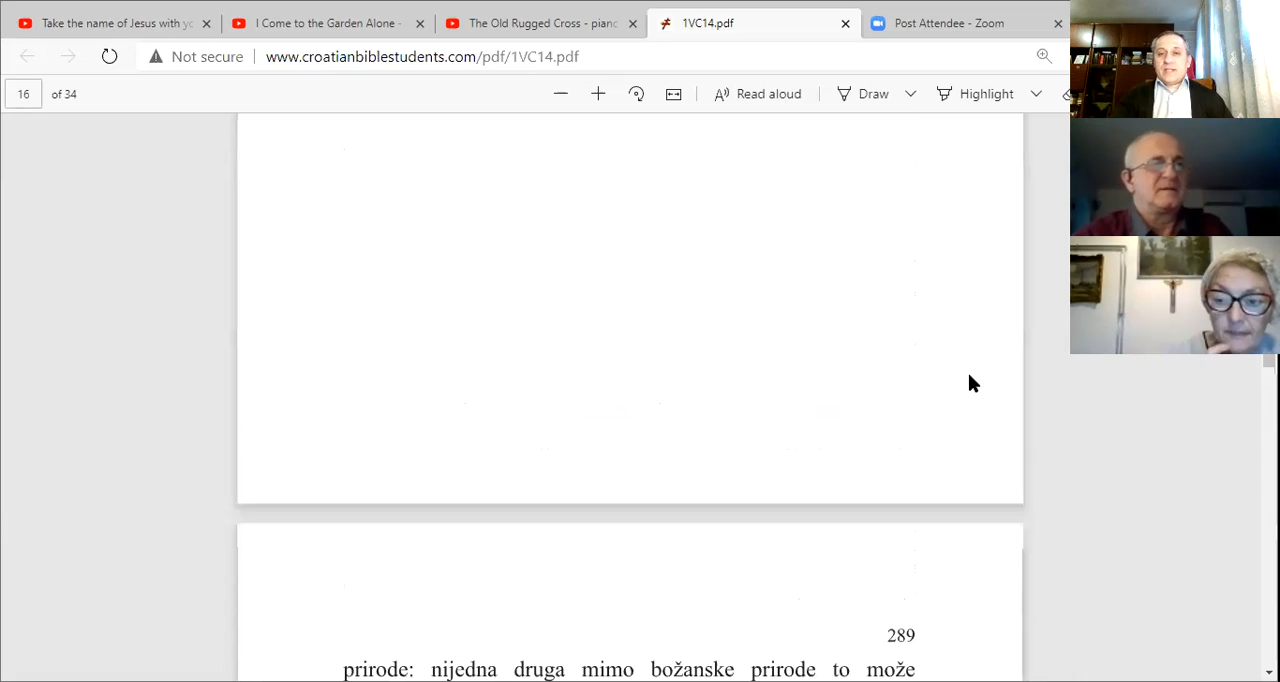 Take the name of Jesus with yo
I Come to the Garden Alone -
The Old Rugged Cross - pianc
1VC14.pdf
Post Attendee - Zoom
Not secure
www.croatianbiblestudents.com/pdf/1VC14.pdf
16 of 34
Read aloud
Draw
Highlight
289
prirode: nijedna druga mimo božanske prirode to može